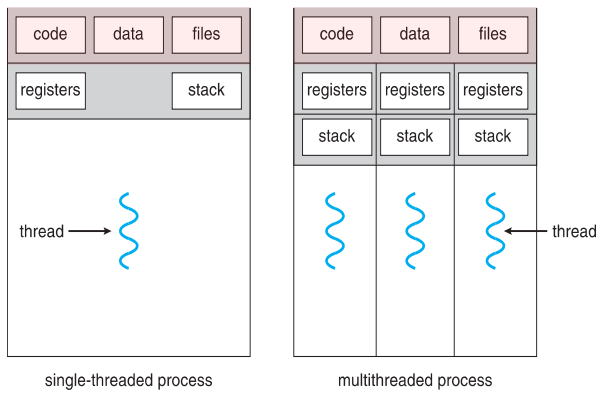 code data files code data files
registers stack registers registers registers
stack stack stack
thread thread
single-threaded process multithreaded process